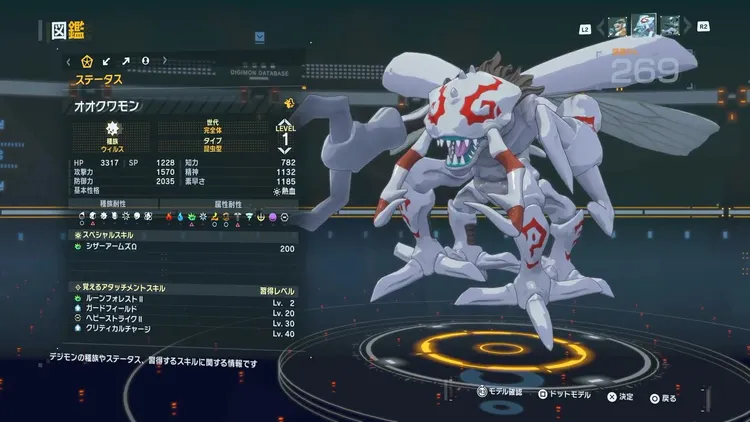 図鑑
L2
R2
269
DIGIMON DATABASE
ステータス
オオクワモン
種族
ウイルス
世代
完全体
タイプ
昆虫型
LEVEL
1
HP 3317 SP 1228 知力 782
攻撃力 1570 精神 1132
防御力 2035 素早さ 1185
基本性格 熱血
種族耐性 属性耐性
スペシャルスキル
シザーアームズΩ 200
覚えるアタッチメントスキル 習得レベル
ルーンフォレストⅡ Lv. 2
ガードフィールド Lv. 20
ヘビーストライクⅡ Lv. 30
クリティカルチャージ Lv. 40
デジモンの種族やステータス、習得するスキルに関する情報です
R3 モデル確認 ドットモデル 決定 戻る